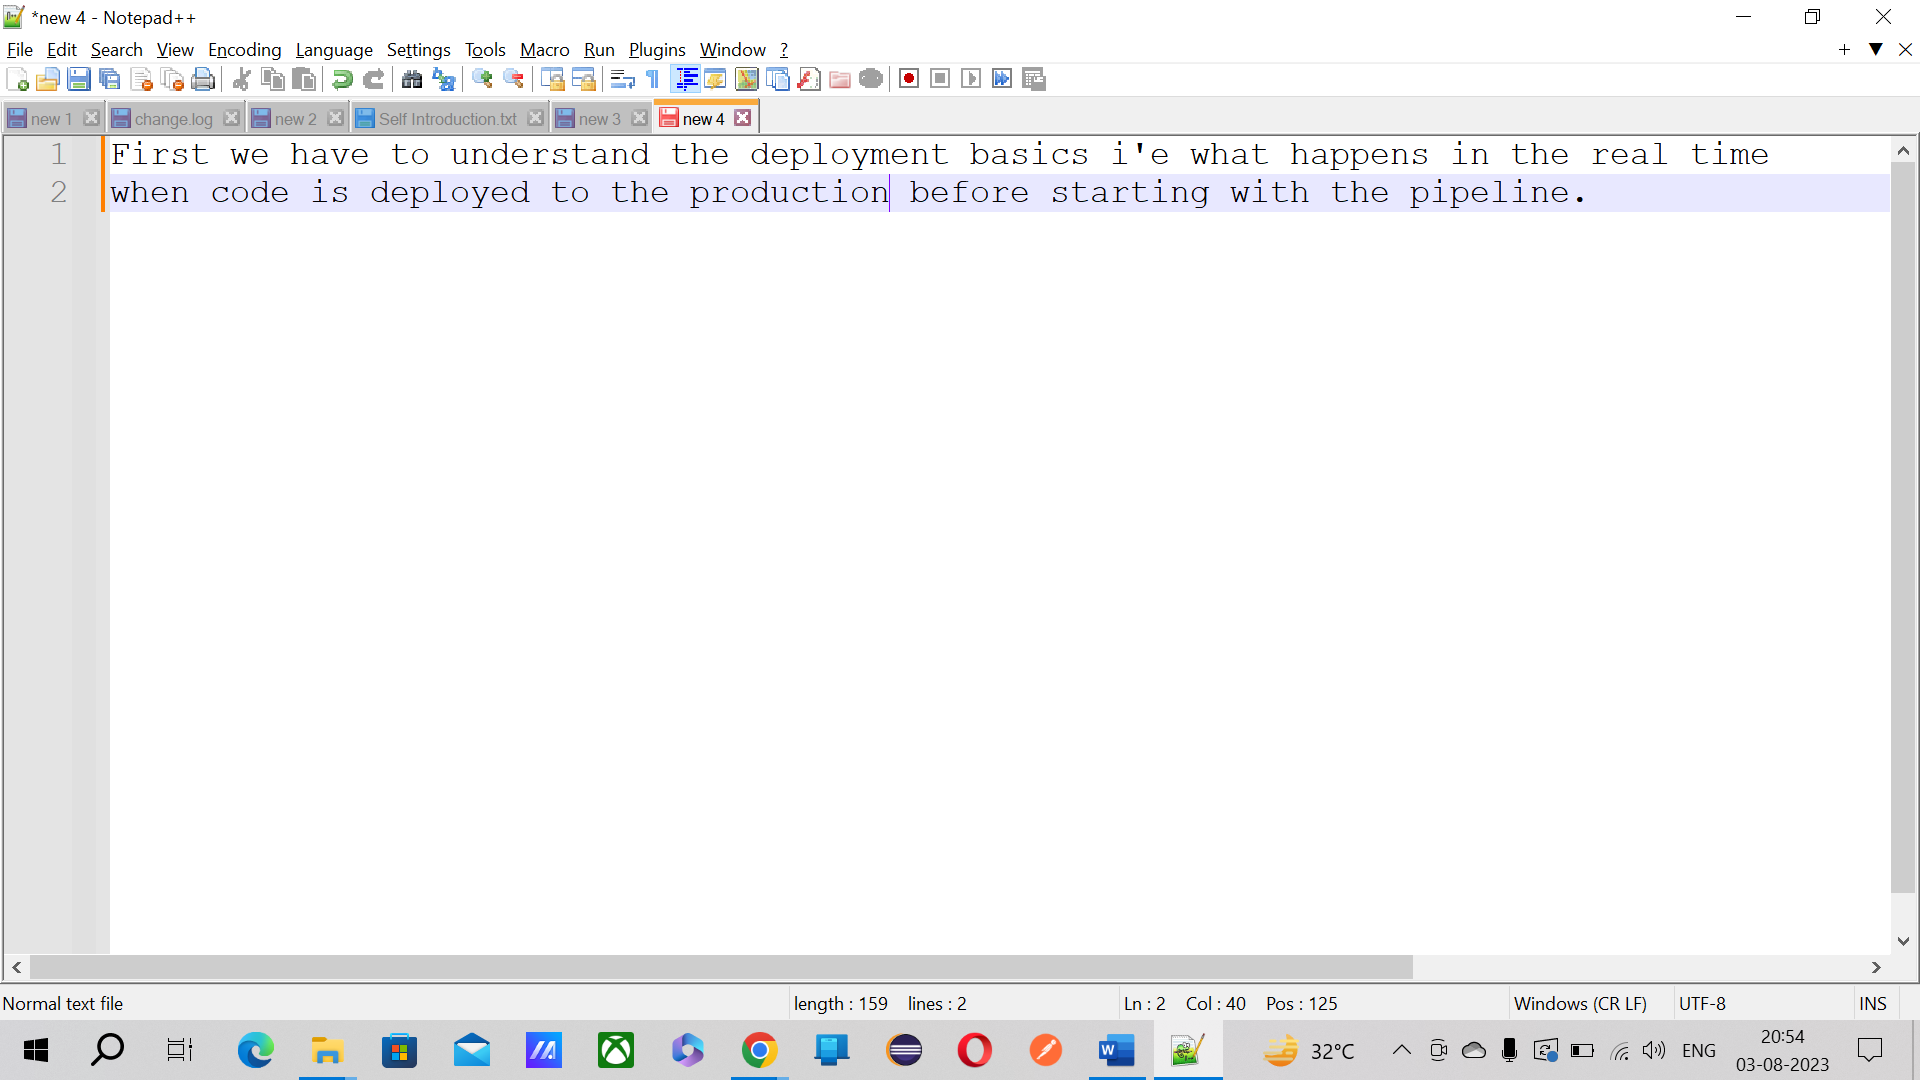 *new 4 - Notepad++
File Edit Search View Encoding Language Settings Tools Macro Run Plugins Window ?
new 1 change.log new 2 Self Introduction.txt new 3 new 4
1 First we have to understand the deployment basics i'e what happens in the real time
2 when code is deployed to the production before starting with the pipeline.
Normal text file length : 159 lines : 2 Ln : 2 Col : 40 Pos : 125 Windows (CR LF) UTF-8 INS
32°C ENG 20:54
03-08-2023